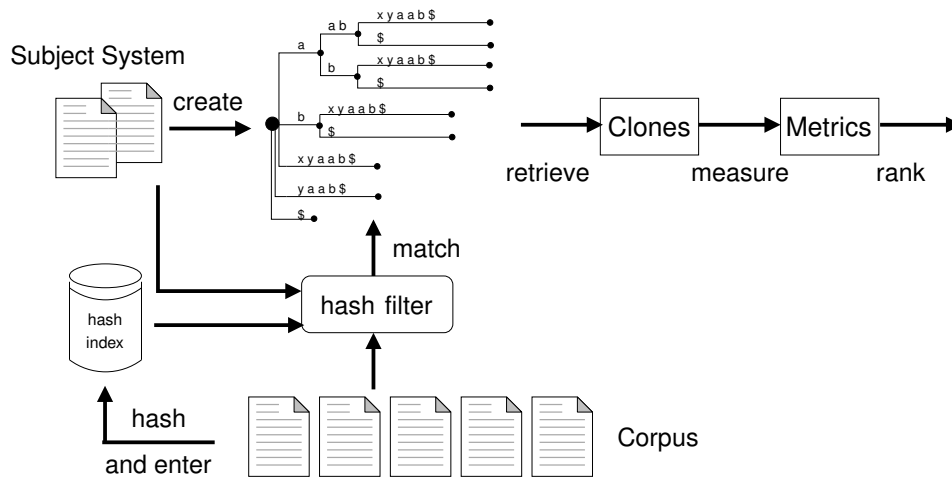 Subject System
create
a
a b
x y a a b $
$
b
x y a a b $
$
b
x y a a b $
$
x y a a b $
y a a b $
$
retrieve
Clones
measure
Metrics
rank
match
hash filter
hash
index
hash
and enter
Corpus